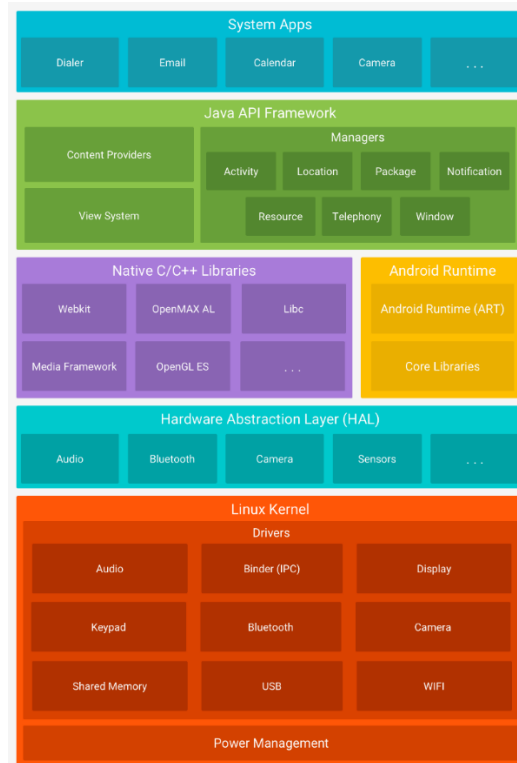 System Apps
Dialer
Email
Calendar
Camera
. . .
Java API Framework
Content Providers
View System
Managers
Activity
Location
Package
Notification
Resource
Telephony
Window
Native C/C++ Libraries
Webkit
OpenMAX AL
Libc
Media Framework
OpenGL ES
. . .
Android Runtime
Android Runtime (ART)
Core Libraries
Hardware Abstraction Layer (HAL)
Audio
Bluetooth
Camera
Sensors
. . .
Linux Kernel
Drivers
Audio
Binder (IPC)
Display
Keypad
Bluetooth
Camera
Shared Memory
USB
WIFI
Power Management